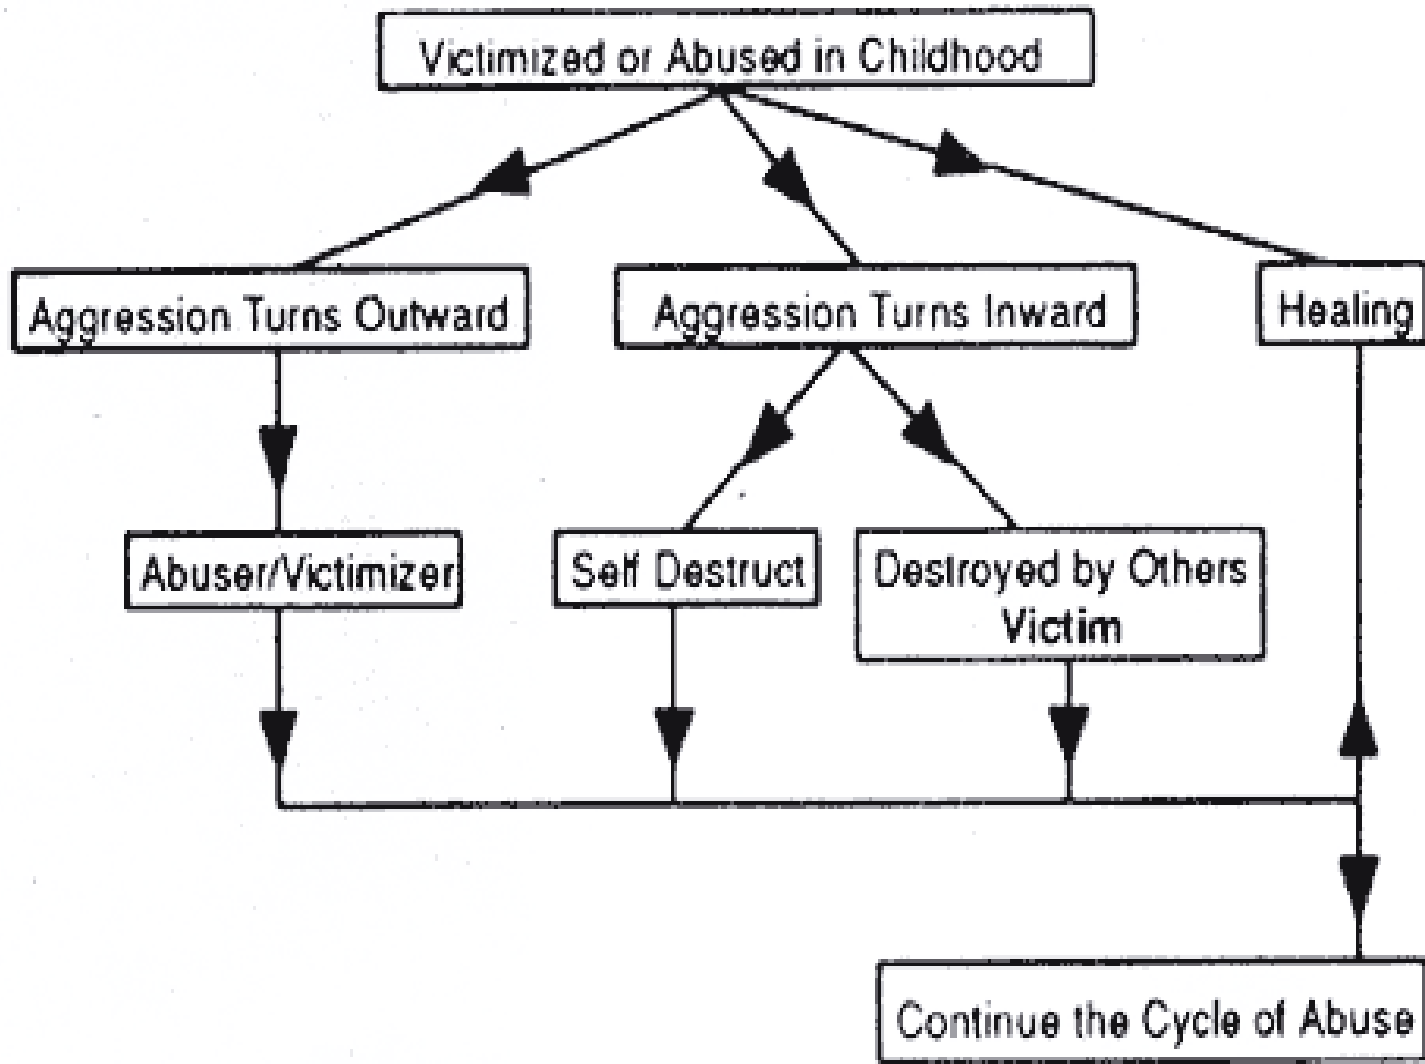 Victimized or Abused in Childhood
Aggression Turns Outward
Aggression Turns Inward
Healing
Abuser/Victimizer
Self Destruct
Destroyed by Others
Victim
Continue the Cycle of Abuse